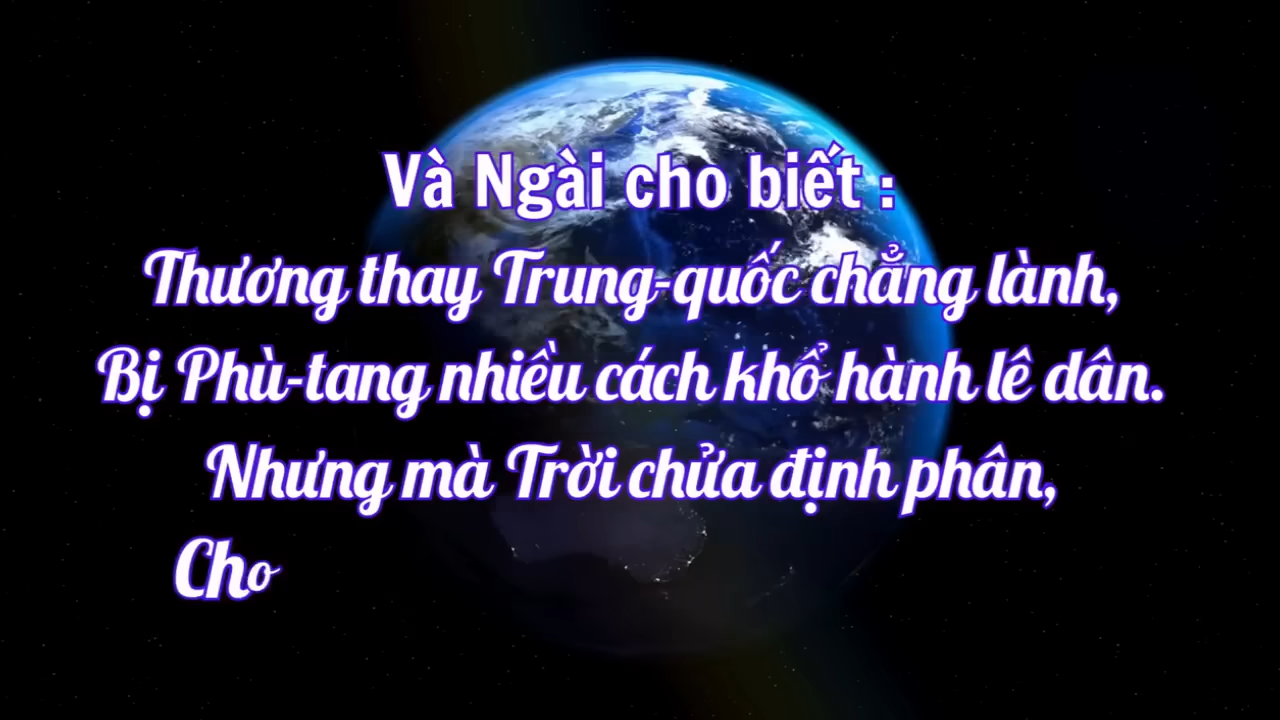 Và Ngài cho biết :
Thương thay Trung-quốc chẳng lành,
Bị Phù-tang nhiều cách khổ hành lê dân.
Nhưng mà Trời chửa định phân,
Cho